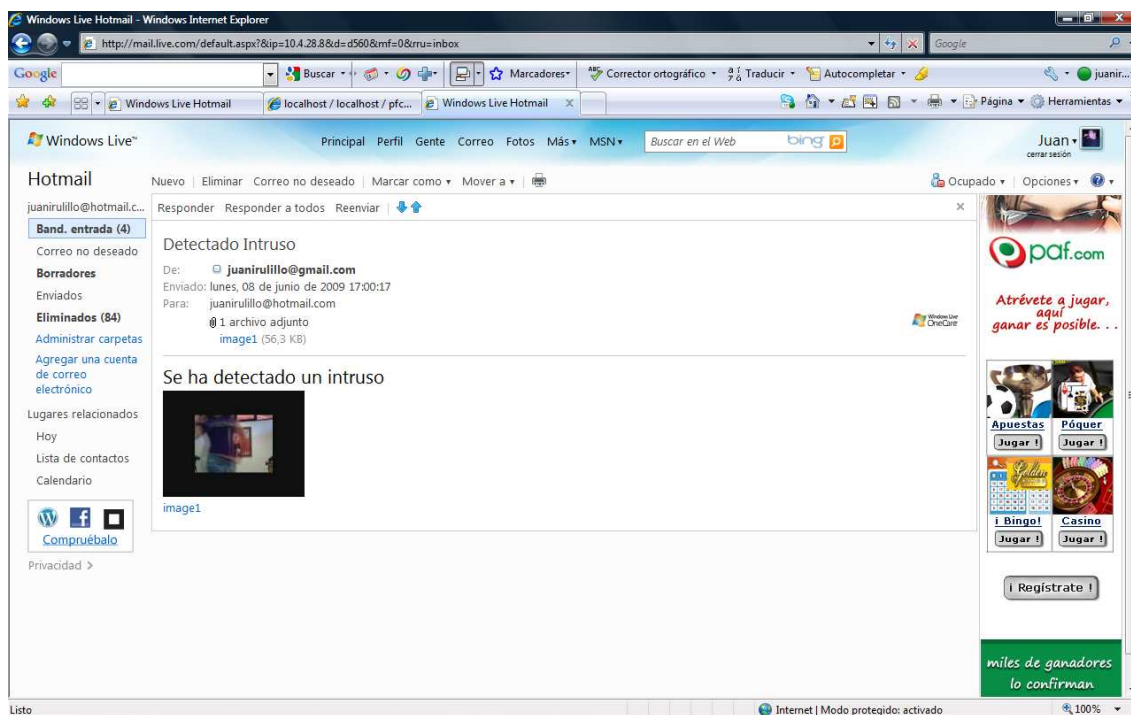 Windows Live Hotmail - Windows Internet Explorer
http://mail.live.com/default.aspx?&ip=10.4.28.8&d=d560&mf=0&rru=inbox
Google
Google Buscar Marcadores ABC Corrector ortográfico Traducir Autocompletar juanir...
Windows Live Hotmail localhost / localhost / pfc... Windows Live Hotmail Página Herramientas
Windows Live™ Principal Perfil Gente Correo Fotos Más MSN Buscar en el Web bing Juan
cerrar sesión
Hotmail Nuevo Eliminar Correo no deseado Marcar como Mover a Ocupado Opciones
juanirulillo@hotmail.c...
Band. entrada (4)
Correo no deseado
Borradores
Enviados
Eliminados (84)
Administrar carpetas
Agregar una cuenta
de correo
electrónico
Lugares relacionados
Hoy
Lista de contactos
Calendario
Compruébalo
Privacidad >
Responder Responder a todos Reenviar
Detectado Intruso
De: juanirulillo@gmail.com
Enviado: lunes, 08 de junio de 2009 17:00:17
Para: juanirulillo@hotmail.com
1 archivo adjunto
image1 (56,3 KB)
Windows Live
OneCare
Se ha detectado un intruso
image1
paf.com
Atrévete a jugar,
aquí
ganar es posible. . .
Apuestas Póquer
Jugar ! Jugar !
Golden
¡ Bingo! Casino
Jugar ! Jugar !
¡ Regístrate !
miles de ganadores
lo confirman
Listo Internet | Modo protegido: activado 100%